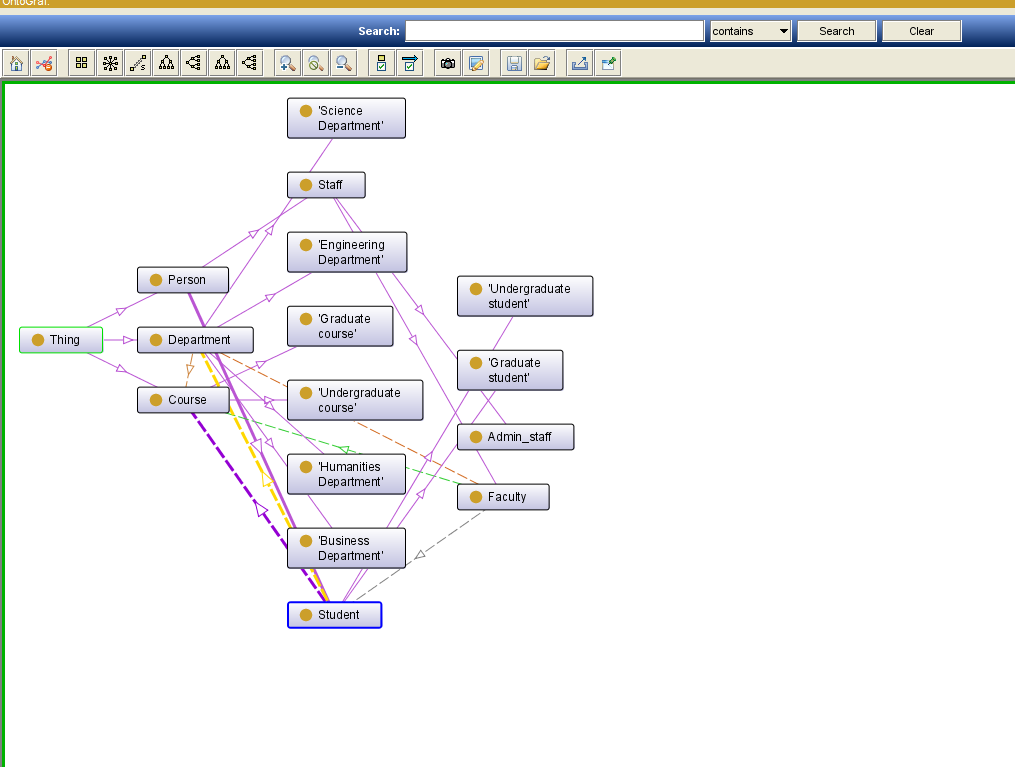 OntoGraf:
Search:
contains
Search
Clear
'Science
Department'
Staff
'Engineering
Department'
Person
'Undergraduate
student'
'Graduate
course'
Thing
Department
'Graduate
student'
Course
'Undergraduate
course'
Admin_staff
'Humanities
Department'
Faculty
'Business
Department'
Student